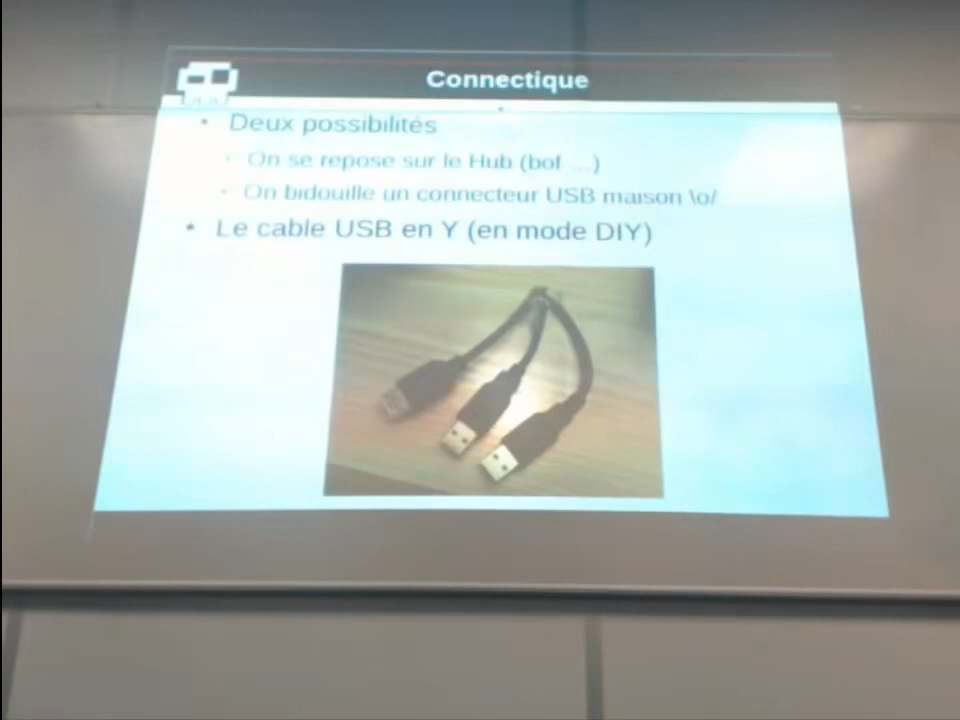 Connectique
• Deux possibilités
• On se repose sur le Hub (bof ...)
• On bidouille un connecteur USB maison \o/
• Le cable USB en Y (en mode DIY)